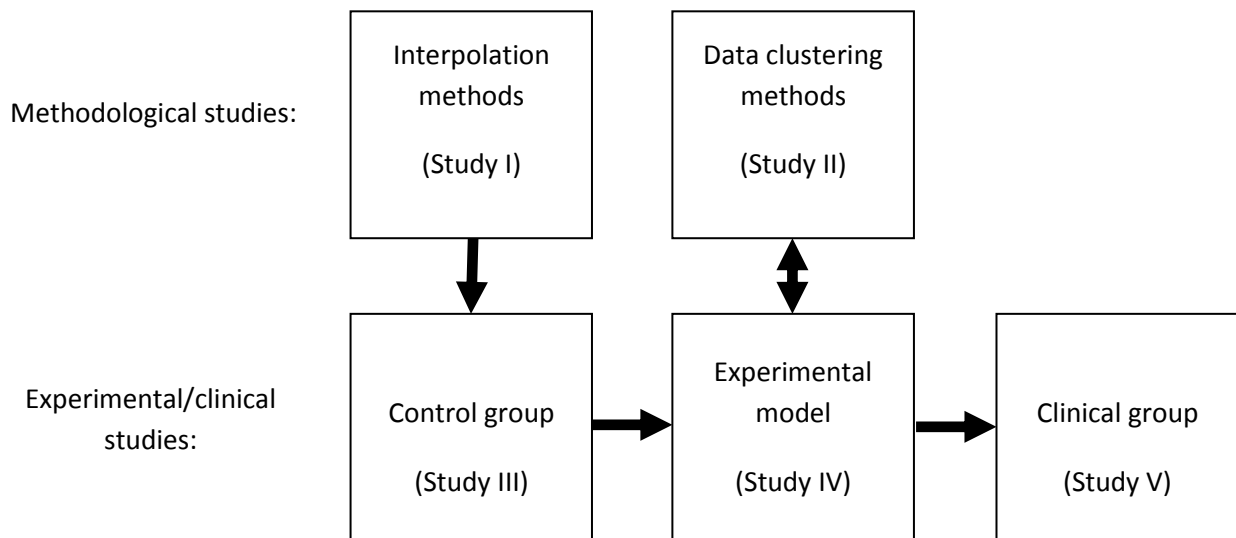 Methodological studies:
Interpolation
methods
(Study I)
Data clustering
methods
(Study II)
Experimental/clinical
studies:
Control group
(Study III)
Experimental
model
(Study IV)
Clinical group
(Study V)